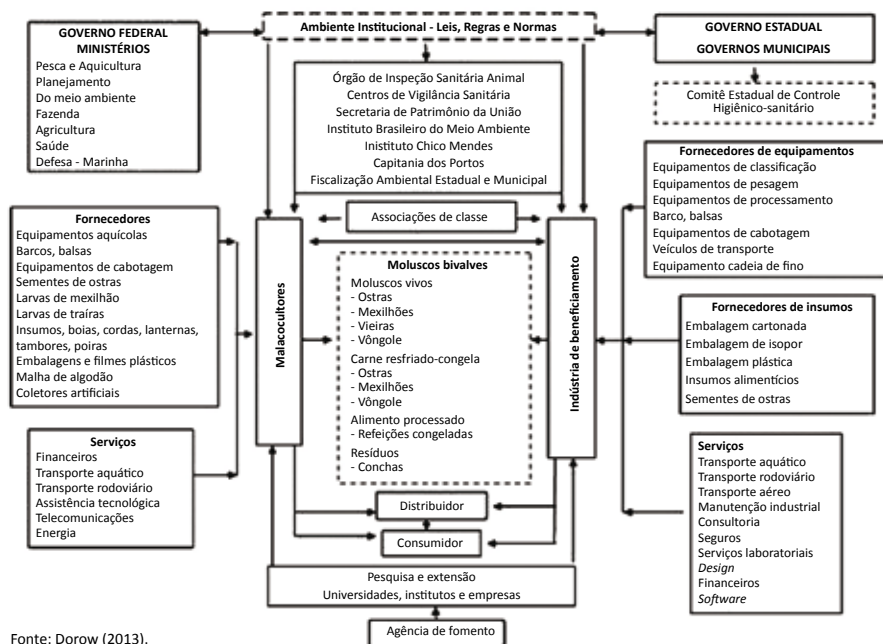 Ambiente Institucional - Leis, Regras e Normas
GOVERNO FEDERAL
MINISTÉRIOS
Pesca e Aquicultura
Planejamento
Do meio ambiente
Fazenda
Agricultura
Saúde
Defesa - Marinha
GOVERNO ESTADUAL
GOVERNOS MUNICIPAIS
Comitê Estadual de Controle
Higiênico-sanitário
Órgão de Inspeção Sanitária Animal
Centros de Vigilância Sanitária
Secretaria de Patrimônio da União
Instituto Brasileiro do Meio Ambiente
Inistituto Chico Mendes
Capitania dos Portos
Fiscalização Ambiental Estadual e Municipal
Associações de classe
Fornecedores
Equipamentos aquícolas
Barcos, balsas
Equipamentos de cabotagem
Sementes de ostras
Larvas de mexilhão
Larvas de traíras
Insumos, boias, cordas, lanternas,
tambores, poiras
Embalagens e filmes plásticos
Malha de algodão
Coletores artificiais
Serviços
Financeiros
Transporte aquático
Transporte rodoviário
Assistência tecnológica
Telecomunicações
Energia
Malacocultores
Moluscos bivalves
Moluscos vivos
- Ostras
- Mexilhões
- Vieiras
- Vôngole
Carne resfriado-congela
- Ostras
- Mexilhões
- Vôngole
Alimento processado
- Refeições congeladas
Resíduos
- Conchas
Indústria de beneficiamento
Fornecedores de equipamentos
Equipamentos de classificação
Equipamentos de pesagem
Equipamentos de processamento
Barco, balsas
Equipamentos de cabotagem
Veículos de transporte
Equipamento cadeia de fino
Fornecedores de insumos
Embalagem cartonada
Embalagem de isopor
Embalagem plástica
Insumos alimentícios
Sementes de ostras
Serviços
Transporte aquático
Transporte rodoviário
Transporte aéreo
Manutenção industrial
Consultoria
Seguros
Serviços laboratoriais
Design
Financeiros
Software
Distribuidor
Consumidor
Pesquisa e extensão
Universidades, institutos e empresas
Agência de fomento
Fonte: Dorow (2013).